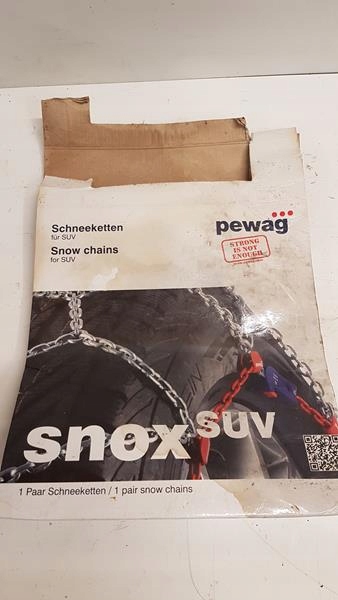 Schneeketten
für SUV
Snow chains
for SUV
pewag
STRONG
IS NOT
ENOUGH
snox SUV
1 Paar Schneeketten / 1 pair snow chains